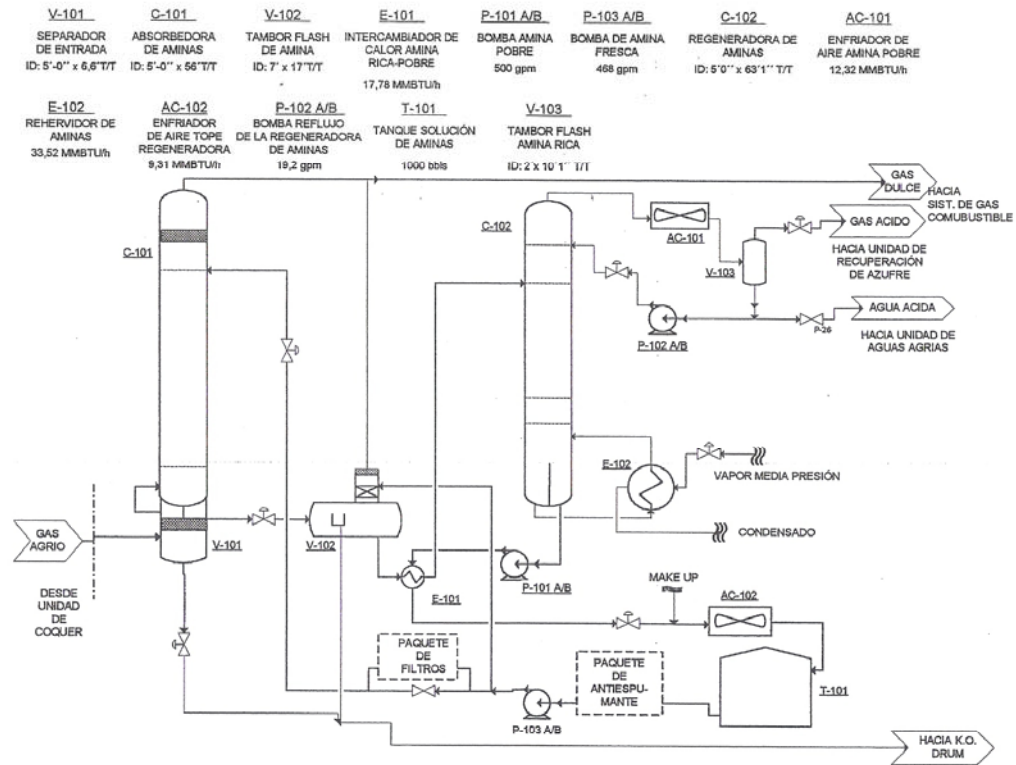 V-101
SEPARADOR
DE ENTRADA
ID: 5'-0'' x 6,6'T/T
C-101
ABSORBEDORA
DE AMINAS
ID: 5'-0'' x 56'T/T
V-102
TAMBOR FLASH
DE AMINA
ID: 7' x 17'T/T
E-101
INTERCAMBIADOR DE
CALOR AMINA
RICA-POBRE
17,78 MMBTU/h
P-101 A/B
BOMBA AMINA
POBRE
500 gpm
P-103 A/B
BOMBA DE AMINA
FRESCA
468 gpm
C-102
REGENERADORA DE
AMINAS
ID: 5'0'' x 63'1'' T/T
AC-101
ENFRIADOR DE
AIRE AMINA POBRE
12,32 MMBTU/h
E-102
REHERVIDOR DE
AMINAS
33,52 MMBTU/h
AC-102
ENFRIADOR
DE AIRE TOPE
REGENERADORA
9,31 MMBTU/h
P-102 A/B
BOMBA REFLUJO
DE LA REGENERADORA
DE AMINAS
19,2 gpm
T-101
TANQUE SOLUCIÓN
DE AMINAS
1000 bbls
V-103
TAMBOR FLASH
AMINA RICA
ID: 2'x 10'1'' T/T
GAS
DULCE
HACIA
SIST. DE GAS
COMUBUSTIBLE
C-101
C-102
AC-101
V-103
GAS ACIDO
HACIA UNIDAD DE
RECUPERACIÓN
DE AZUFRE
AGUA ACIDA
P-26
HACIA UNIDAD DE
AGUAS AGRIAS
P-102 A/B
E-102
VAPOR MEDIA PRESIÓN
CONDENSADO
GAS
AGRIO
V-101
V-102
DESDE
UNIDAD
DE
COQUER
E-101
P-101 A/B
MAKE UP
AC-102
PAQUETE
DE
FILTROS
PAQUETE
DE
ANTIESPU-
MANTE
T-101
P-103 A/B
HACIA K.O.
DRUM